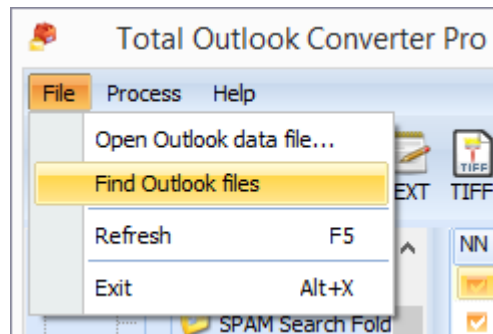 Total Outlook Converter Pro
File Process Help
Open Outlook data file...
Find Outlook files
Refresh F5
Exit Alt+X
EXT TIFF
TIFF
NN
SPAM Search Fold